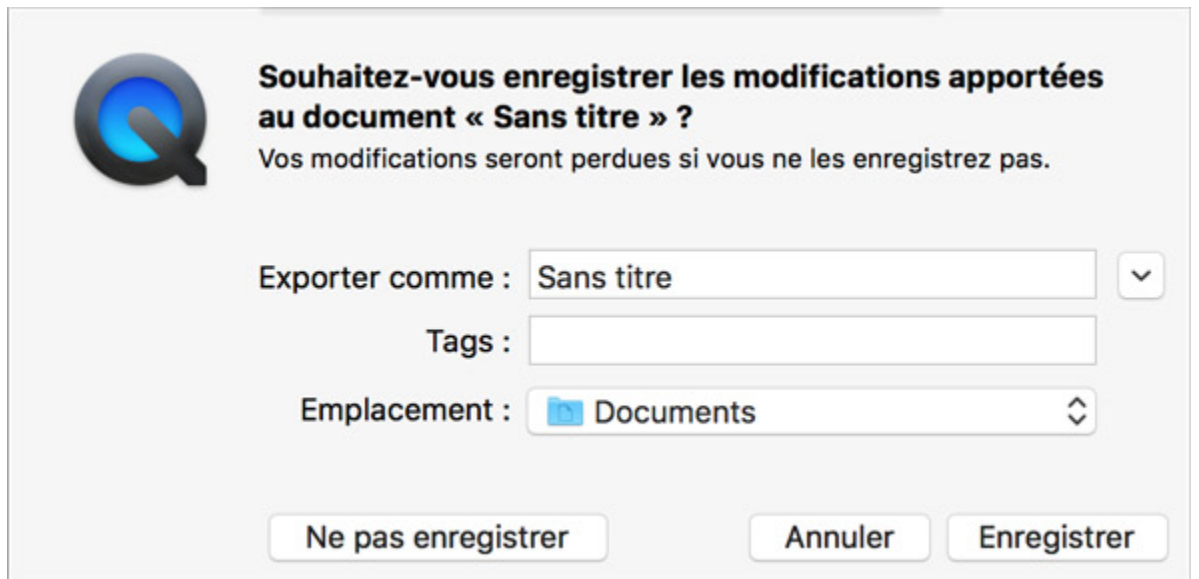 Souhaitez-vous enregistrer les modifications apportées
au document « Sans titre » ?
Vos modifications seront perdues si vous ne les enregistrez pas.
Exporter comme : Sans titre
Tags :
Emplacement : Documents
Ne pas enregistrer Annuler Enregistrer